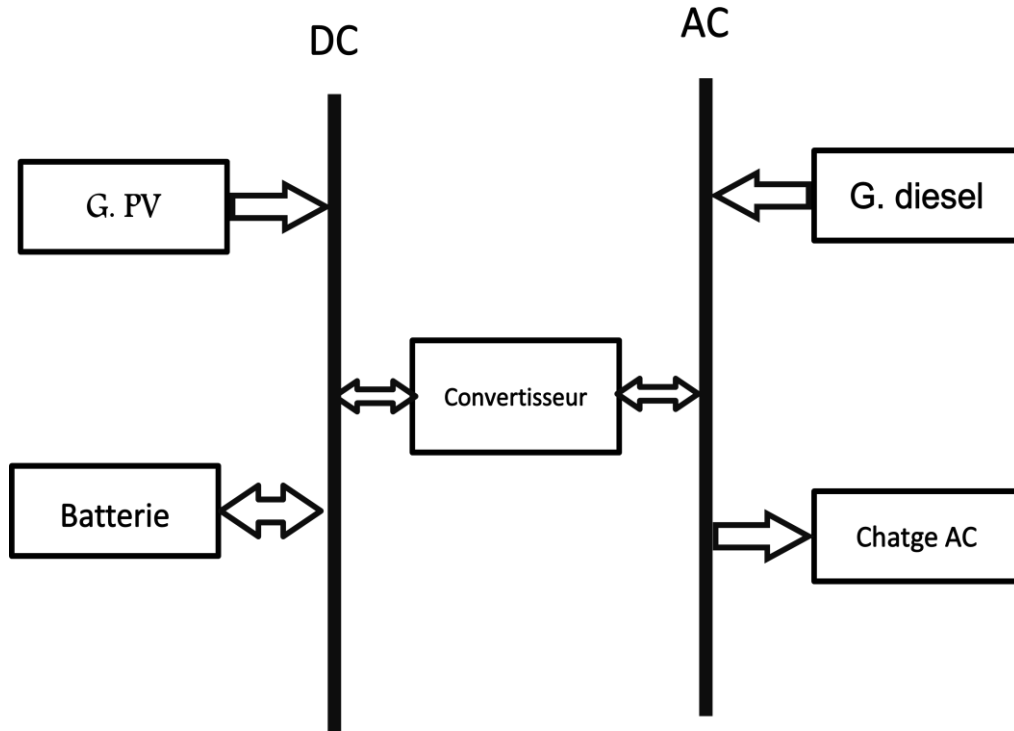 DC
AC
G. PV
G. diesel
Convertisseur
Batterie
Chatge AC